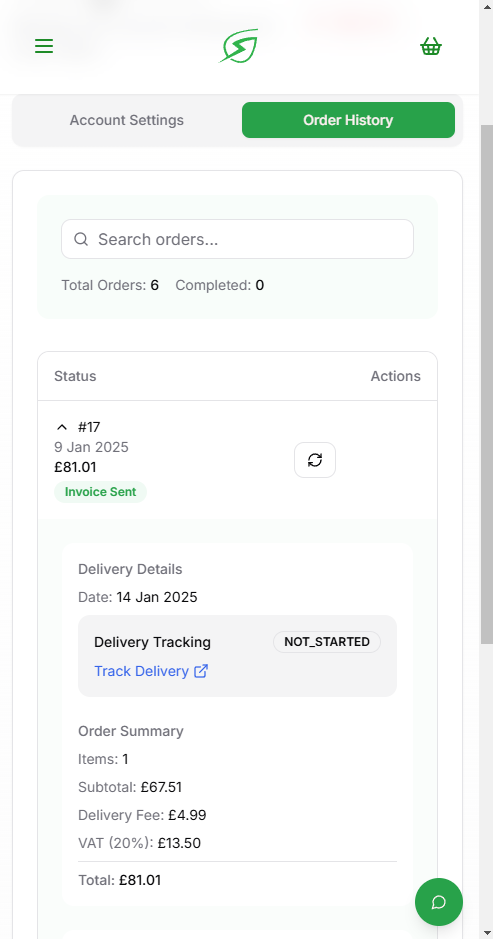 Account Settings
Order History
Search orders...
Total Orders: 6 Completed: 0
Status Actions
#17
9 Jan 2025
£81.01
Invoice Sent
Delivery Details
Date: 14 Jan 2025
Delivery Tracking NOT_STARTED
Track Delivery
Order Summary
Items: 1
Subtotal: £67.51
Delivery Fee: £4.99
VAT (20%): £13.50
Total: £81.01